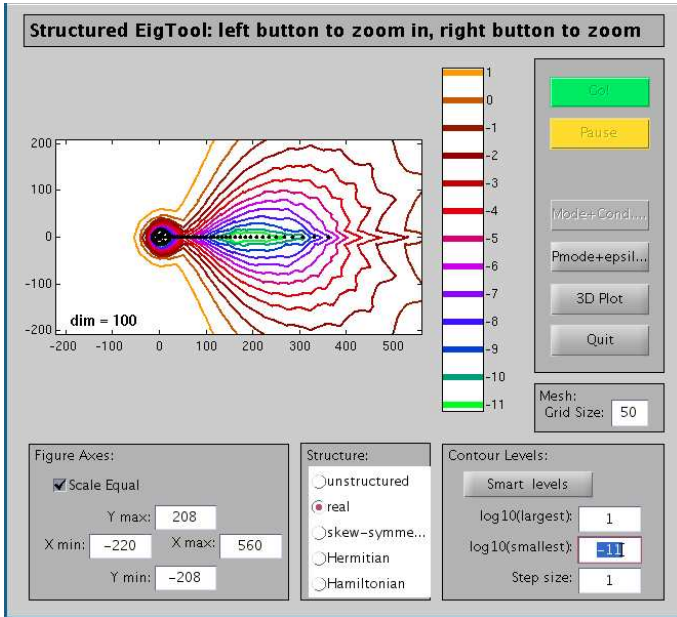 Structured EigTool: left button to zoom in, right button to zoom
1
0
-1
-2
-3
-4
-5
-6
-7
-8
-9
-10
-11
200
100
0
-100
-200
dim = 100
-200 -100 0 100 200 300 400 500
Go!
Pause
Mode+Cond....
Pmode+epsil...
3D Plot
Quit
Mesh:
Grid Size: 50
Figure Axes:
Scale Equal
Y max: 208
X min: -220 X max: 560
Y min: -208
Structure:
unstructured
real
skew-symme...
Hermitian
Hamiltonian
Contour Levels:
Smart levels
log10(largest): 1
log10(smallest): -11
Step size: 1